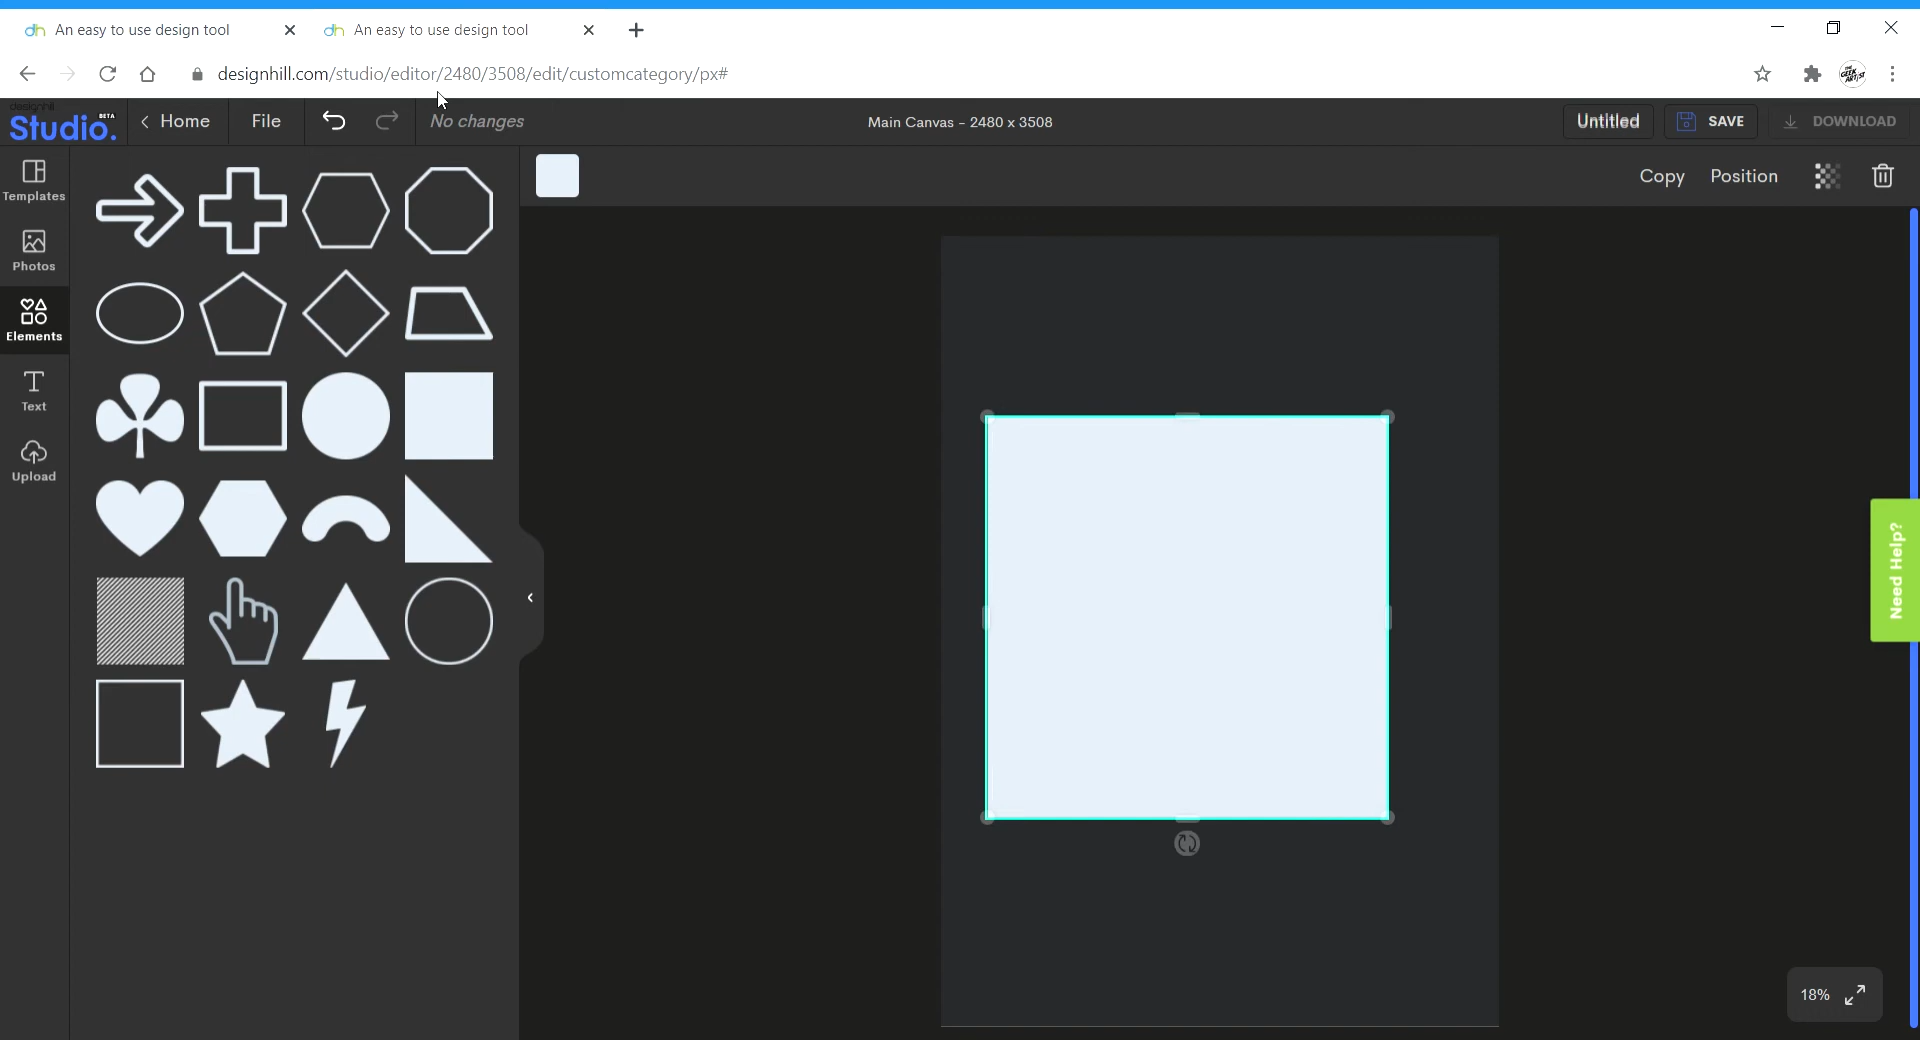 An easy to use design tool
An easy to use design tool
designhill.com/studio/editor/2480/3508/edit/customcategory/px#
designhill
Studio. BETA
Home
File
No changes
Main Canvas - 2480 x 3508
Untitled
SAVE
DOWNLOAD
Templates
Photos
Elements
Text
Upload
Copy
Position
Need Help?
18%